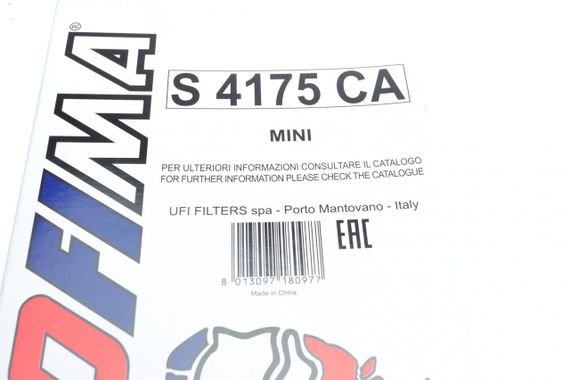 OFIMA®
S 4175 CA
MINI
PER ULTERIORI INFORMAZIONI CONSULTARE IL CATALOGO
FOR FURTHER INFORMATION PLEASE CHECK THE CATALOGUE
UFI FILTERS spa - Porto Mantovano - Italy
EAC
8 013097 180977
Made in China